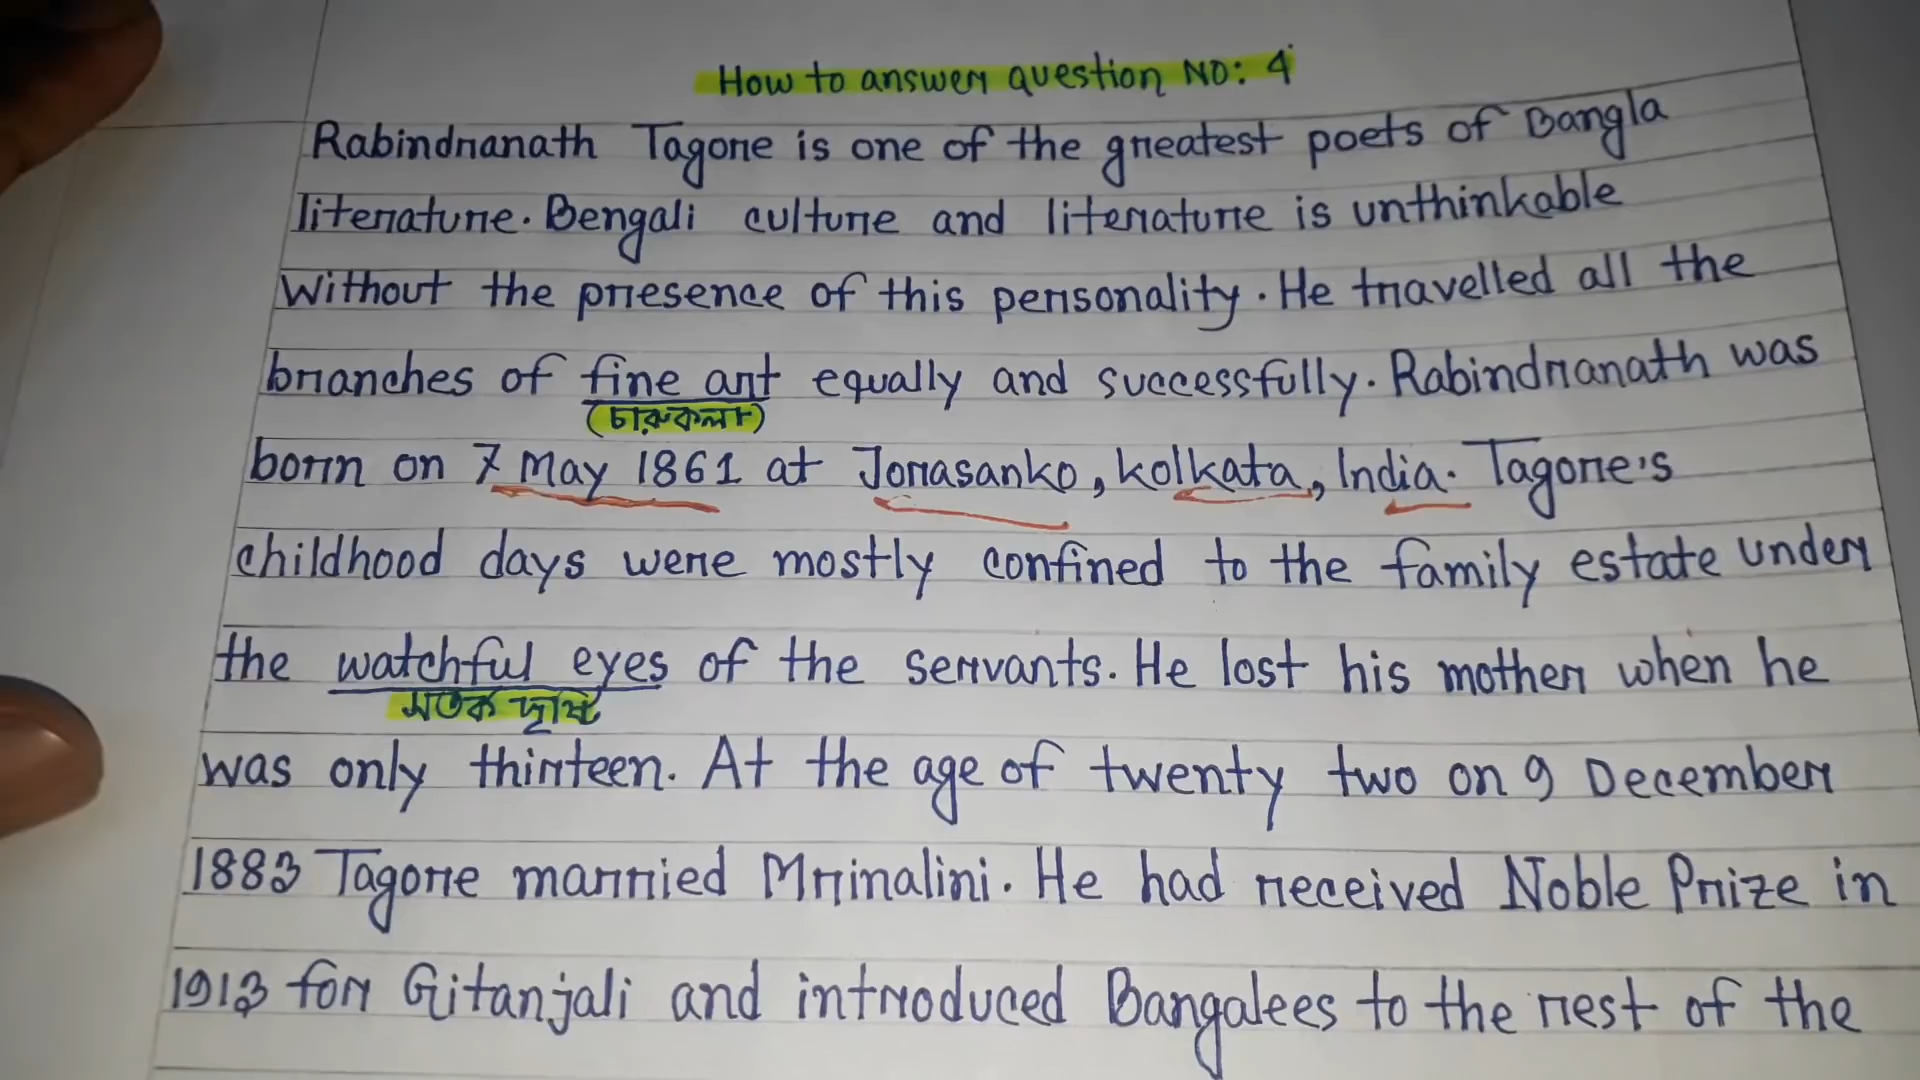 How to answer question NO: 4
Rabindranath Tagore is one of the greatest poets of Bangla
literature. Bengali culture and literature is unthinkable
without the presence of this personality. He travelled all the
branches of fine art equally and successfully. Rabindranath was
(চারুকলা)
born on 7 May 1861 at Jorasanko, Kolkata, India. Tagore's
childhood days were mostly confined to the family estate under
the watchful eyes of the servants. He lost his mother when he
সতর্ক দৃষ্টি
was only thirteen. At the age of twenty two on 9 December
1883 Tagore married Mrinalini. He had received Noble Prize in
1913 for Gitanjali and introduced Bangalees to the rest of the